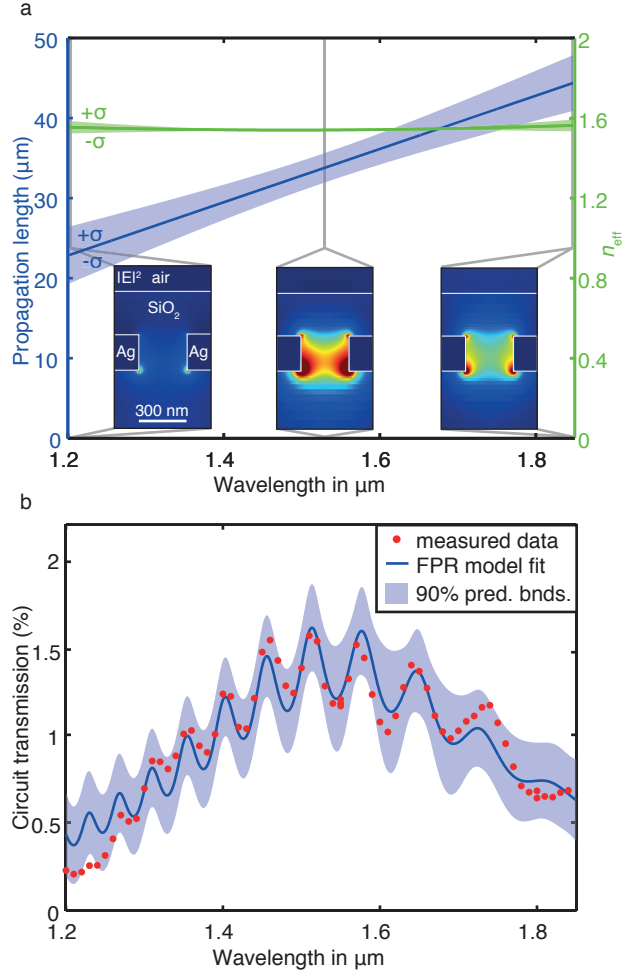 a
50
40
30
20
10
0
Propagation length (µm)
2
1.6
1.2
0.8
0.4
0
n_eff
+σ
-σ
+σ
-σ
|E|² air
SiO₂
Ag
Ag
300 nm
1.2
1.4
1.6
1.8
Wavelength in µm
b
2
1.5
1
0.5
0
Circuit transmission (%)
measured data
FPR model fit
90% pred. bnds.
1.2
1.4
1.6
1.8
Wavelength in µm